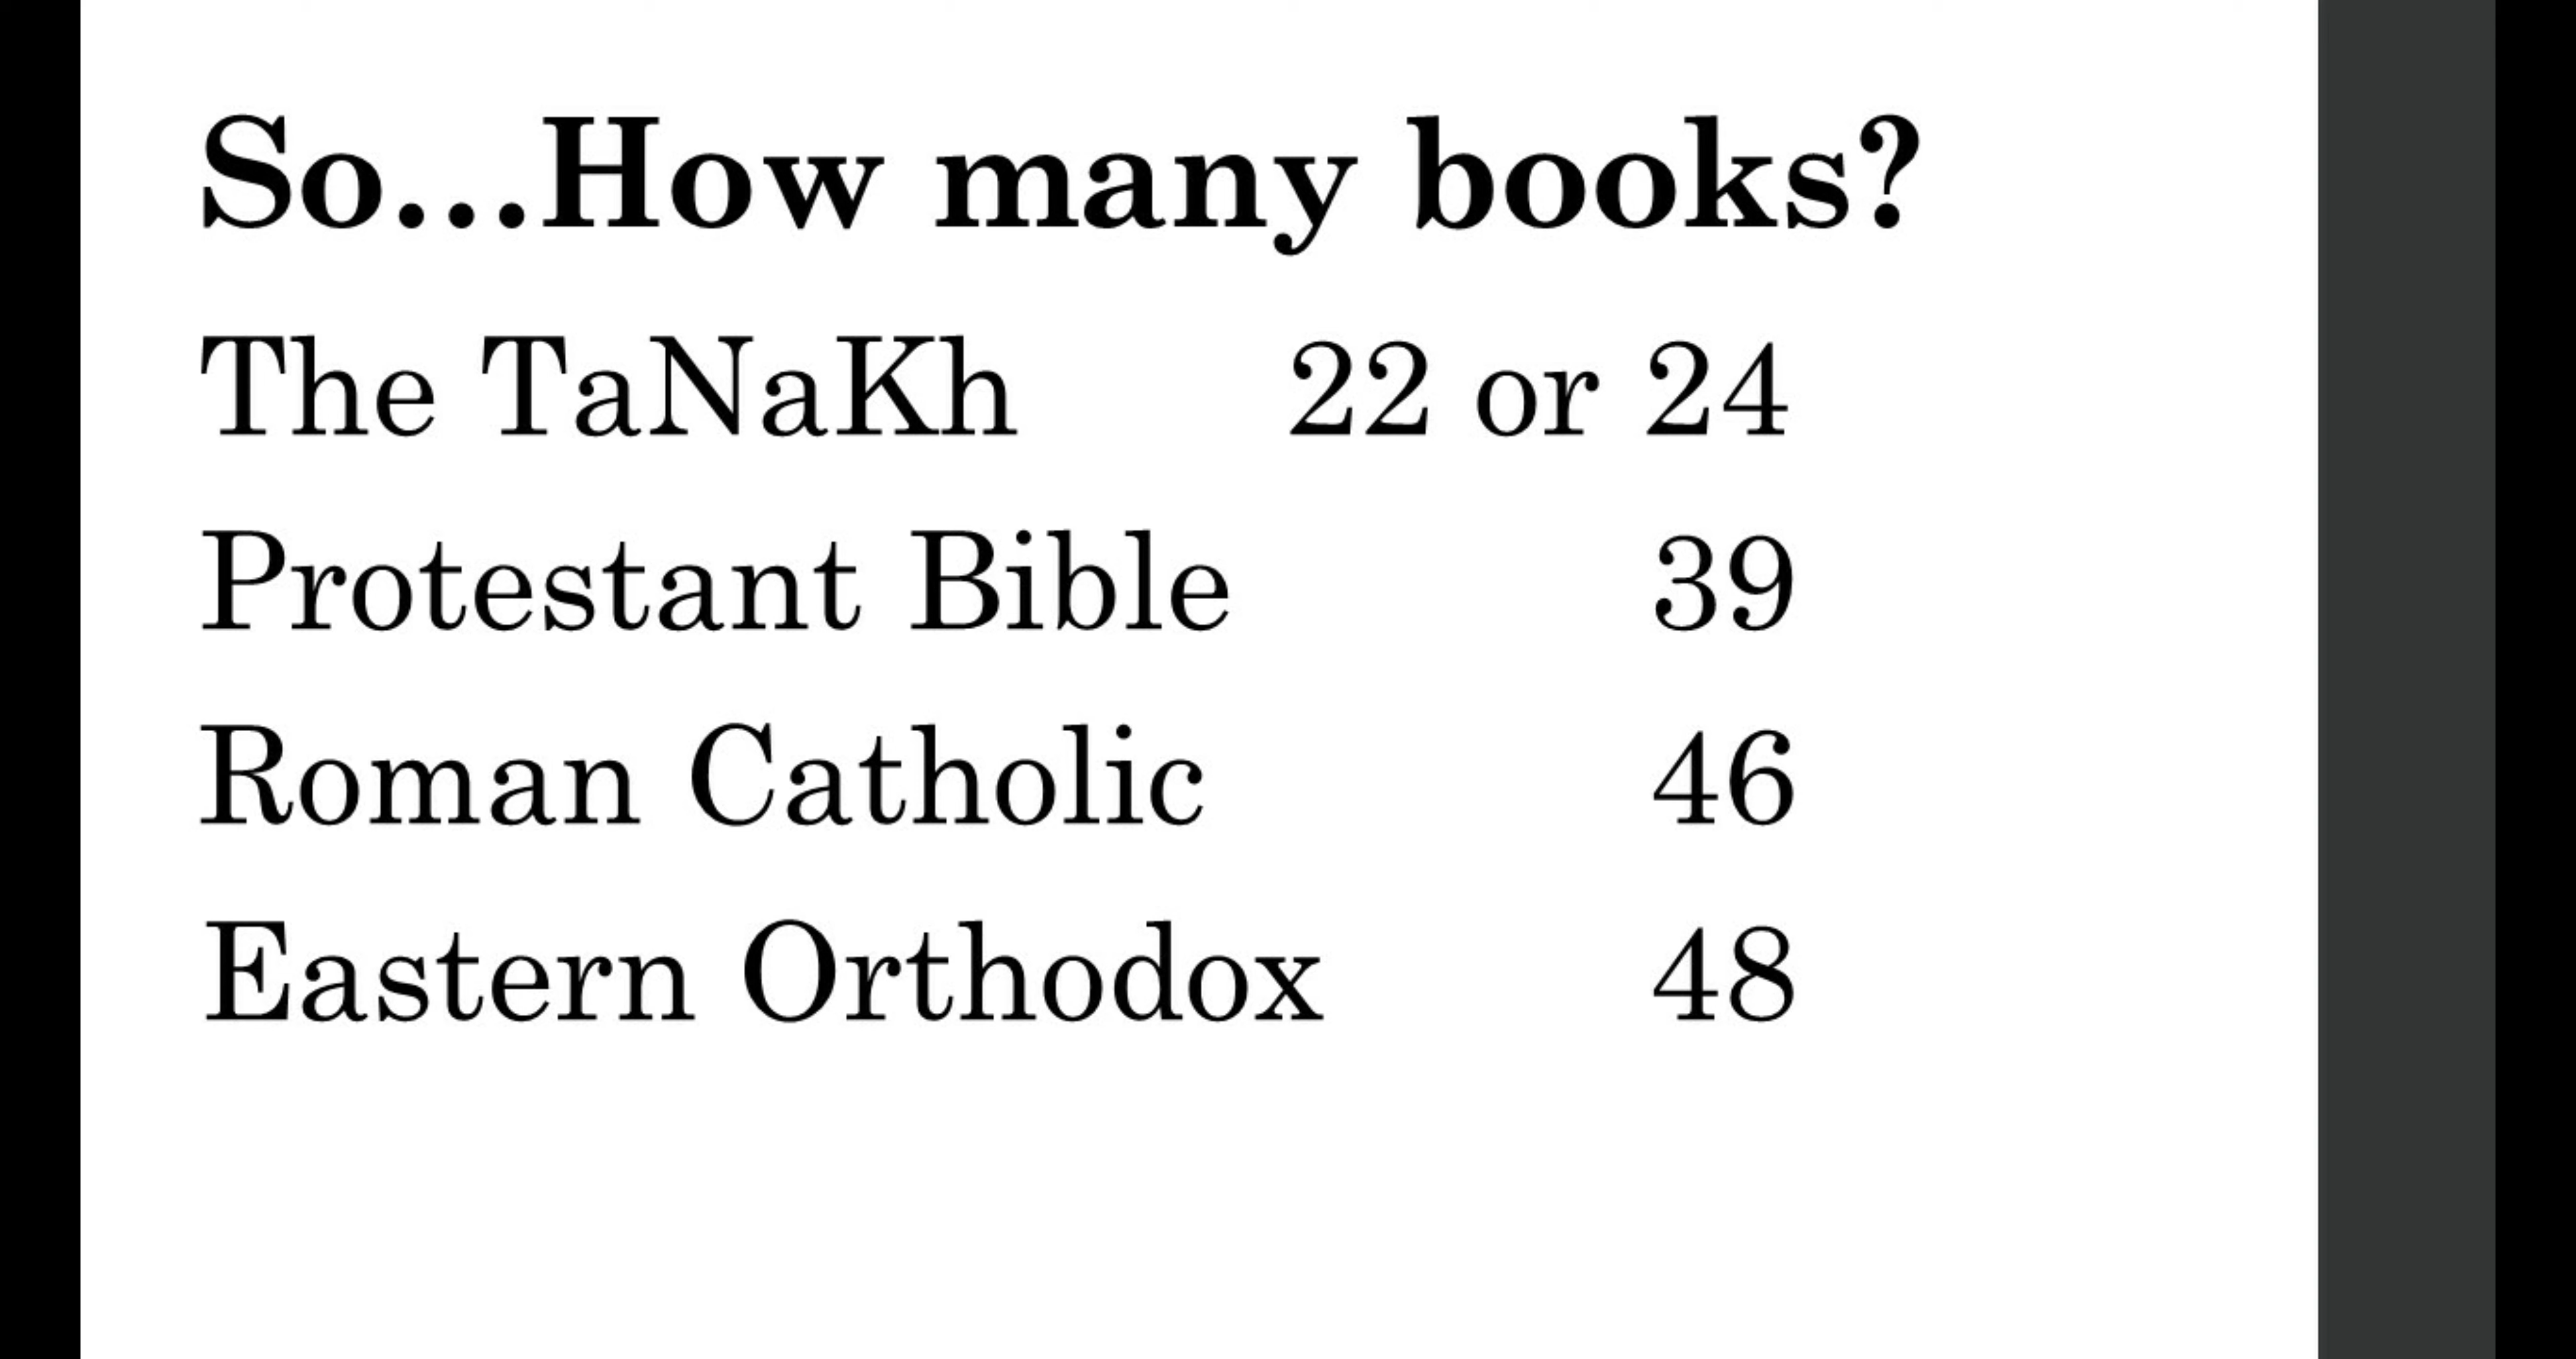 So...How many books?
The TaNaKh 22 or 24
Protestant Bible 39
Roman Catholic 46
Eastern Orthodox 48